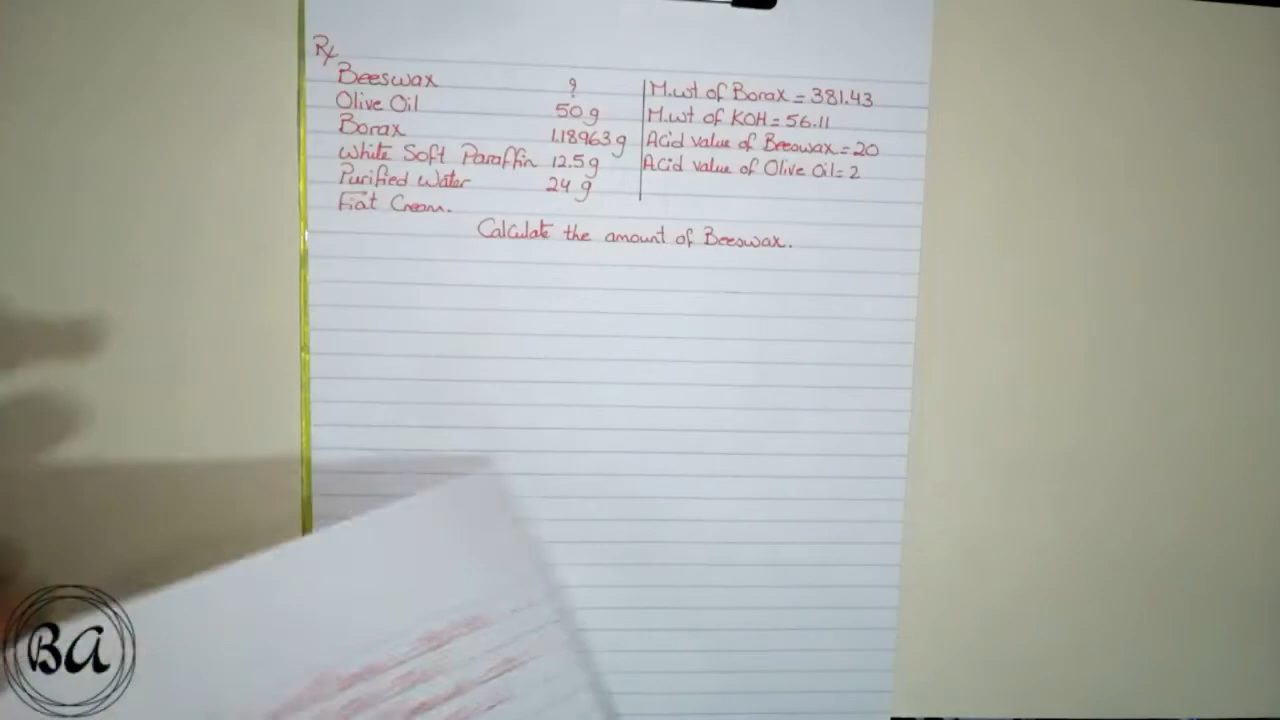 Rx
Beeswax ?
Olive Oil 50 g
Borax 1.18963 g
White Soft Paraffin 12.5 g
Purified Water 24 g
Fiat Cream.
M.wt of Borax = 381.43
M.wt of KOH = 56.11
Acid value of Beeswax = 20
Acid value of Olive Oil = 2
Calculate the amount of Beeswax.
BA